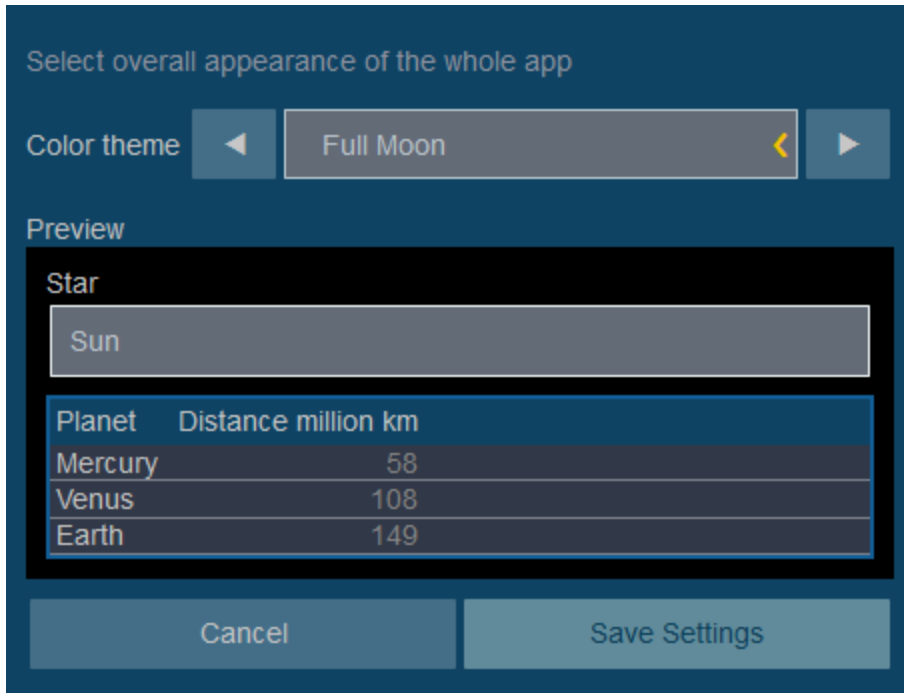 Select overall appearance of the whole app
Color theme
Full Moon
Preview
Star
Sun
Planet Distance million km
Mercury 58
Venus 108
Earth 149
Cancel Save Settings